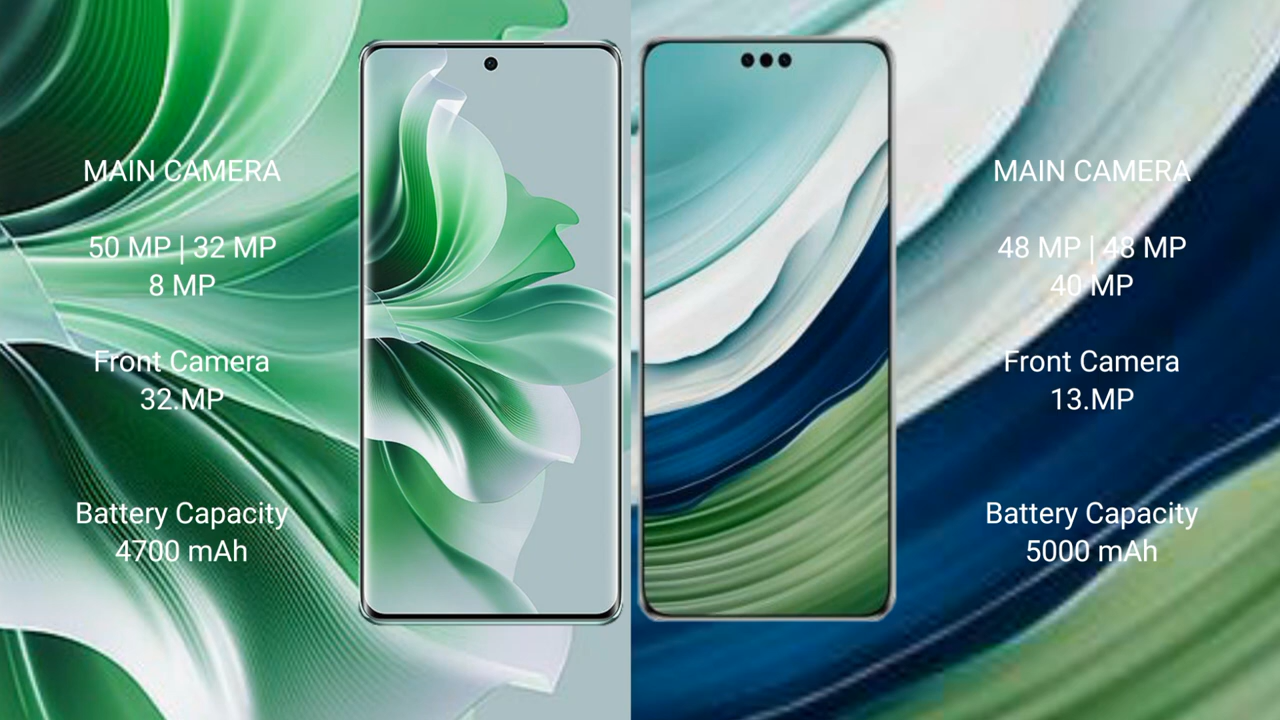 MAIN CAMERA
50 MP | 32 MP
8 MP
Front Camera
32.MP
Battery Capacity
4700 mAh
MAIN CAMERA
48 MP | 48 MP
40 MP
Front Camera
13.MP
Battery Capacity
5000 mAh